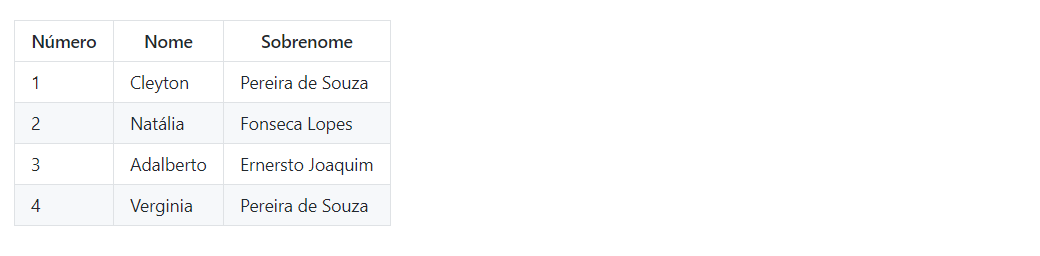 Número Nome Sobrenome
1 Cleyton Pereira de Souza
2 Natália Fonseca Lopes
3 Adalberto Ernersto Joaquim
4 Verginia Pereira de Souza